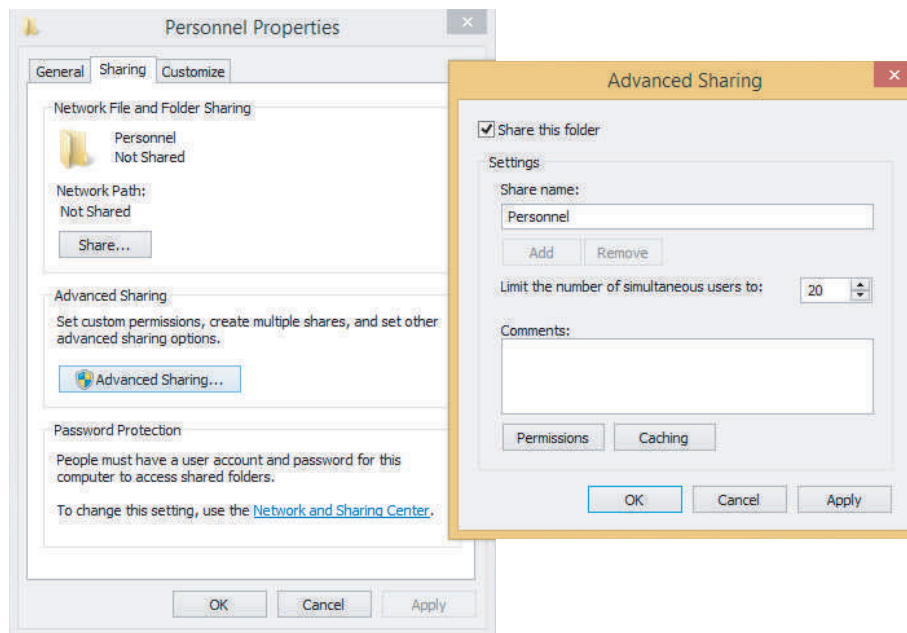 Personnel Properties
General Sharing Customize
Network File and Folder Sharing
Personnel
Not Shared
Network Path:
Not Shared
Share...
Advanced Sharing
Set custom permissions, create multiple shares, and set other
advanced sharing options.
Advanced Sharing...
Password Protection
People must have a user account and password for this
computer to access shared folders.
To change this setting, use the Network and Sharing Center.
OK Cancel Apply
Advanced Sharing
Share this folder
Settings
Share name:
Personnel
Add Remove
Limit the number of simultaneous users to: 20
Comments:
Permissions Caching
OK Cancel Apply